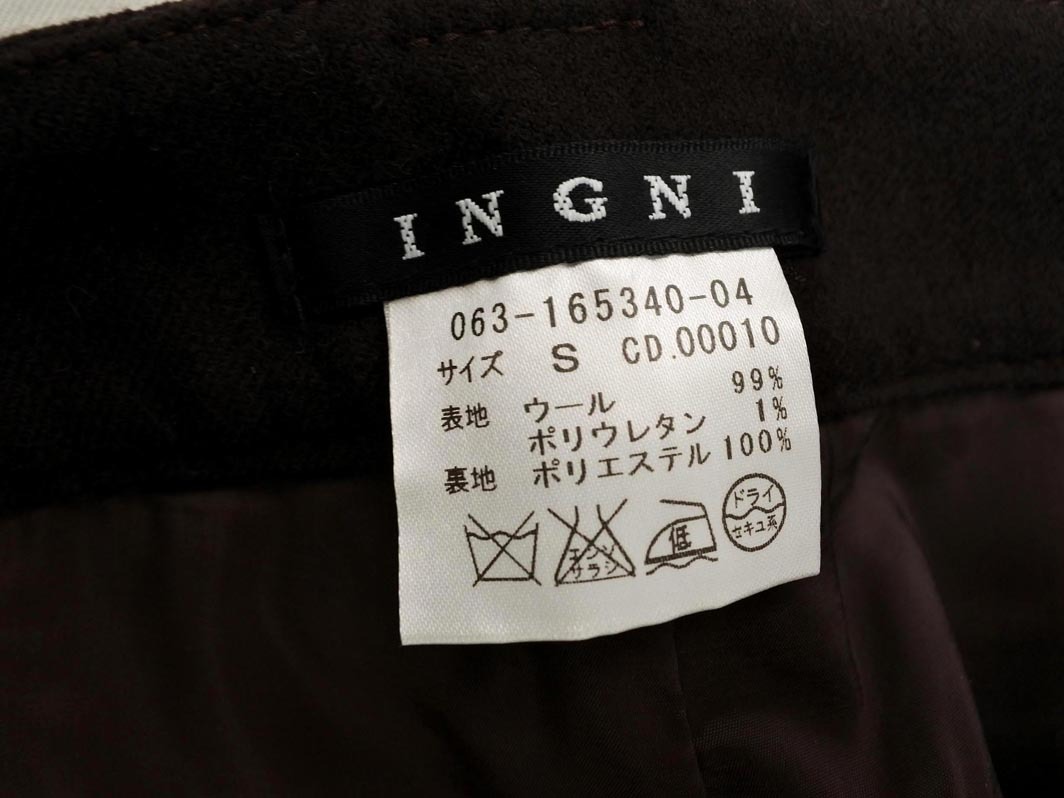 INGNI
063-165340-04
サイズ S CD.00010
表地 ウール 99%
ポリウレタン 1%
裏地 ポリエステル 100%
エンソ サラシ
低
ドライ
セキユ系